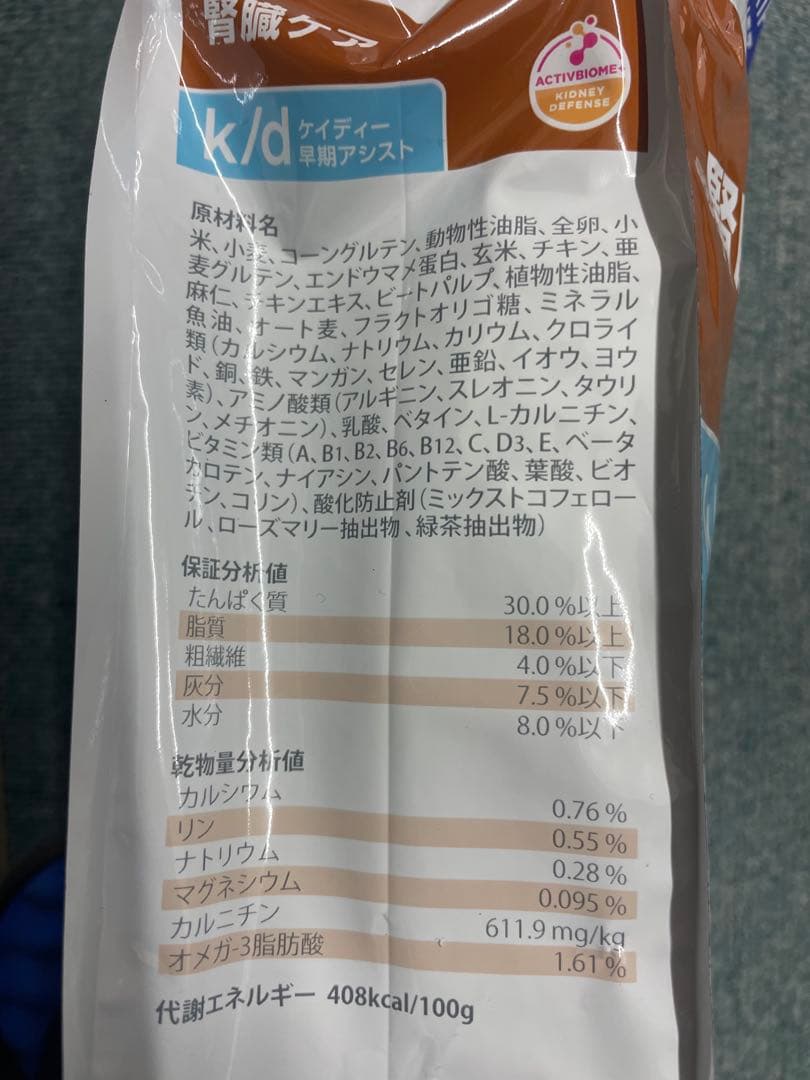 腎臓ケア
ACTIVBIOME+
KIDNEY
DEFENSE
k/d ケイディー
早期アシスト
腎
原材料名
米、小麦、コーングルテン、動物性油脂、全卵、小
麦グルテン、エンドウマメ蛋白、玄米、チキン、亜
麻仁、チキンエキス、ビートパルプ、植物性油脂、
魚油、オート麦、フラクトオリゴ糖、ミネラル
類（カルシウム、ナトリウム、カリウム、クロライ
ド、銅、鉄、マンガン、セレン、亜鉛、イオウ、ヨウ
素）、アミノ酸類（アルギニン、スレオニン、タウリ
ン、メチオニン）、乳酸、ベタイン、L-カルニチン、
ビタミン類（A、B1、B2、B6、B12、C、D3、E、ベータ
カロテン、ナイアシン、パントテン酸、葉酸、ビオ
チン、コリン）、酸化防止剤（ミックストコフェロー
ル、ローズマリー抽出物、緑茶抽出物）
保証分析値
たんぱく質 30.0 %以上
脂質 18.0 %以上
粗繊維 4.0 %以下
灰分 7.5 %以下
水分 8.0 %以下
乾物量分析値
カルシウム 0.76 %
リン 0.55 %
ナトリウム 0.28 %
マグネシウム 0.095 %
カルニチン 611.9 mg/kg
オメガ-3脂肪酸 1.61 %
代謝エネルギー 408kcal/100g